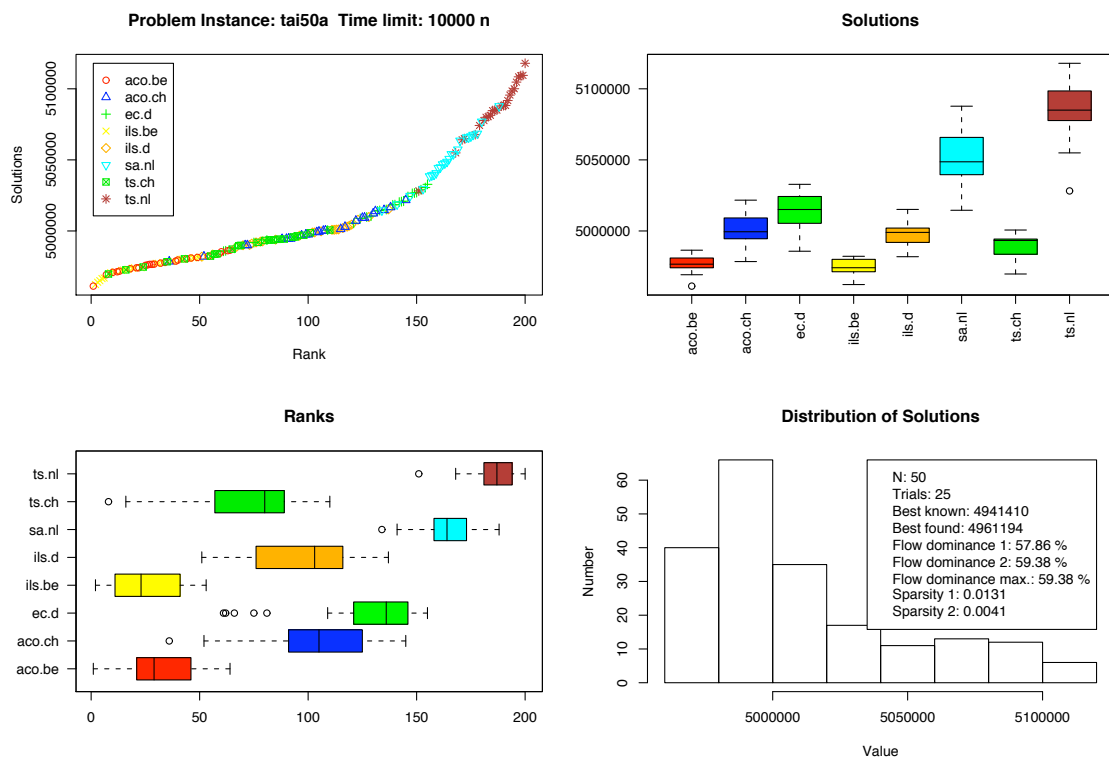 Problem Instance: tai50a  Time limit: 10000 n
Solutions
5000000
5050000
5100000
aco.be
aco.ch
ec.d
ils.be
ils.d
sa.nl
ts.ch
ts.nl
0
50
100
150
200
Rank
Solutions
5000000
5050000
5100000
aco.be
aco.ch
ec.d
ils.be
ils.d
sa.nl
ts.ch
ts.nl
Ranks
ts.nl
ts.ch
sa.nl
ils.d
ils.be
ec.d
aco.ch
aco.be
0
50
100
150
200
Distribution of Solutions
Number
0
10
20
30
40
50
60
N: 50
Trials: 25
Best known: 4941410
Best found: 4961194
Flow dominance 1: 57.86 %
Flow dominance 2: 59.38 %
Flow dominance max.: 59.38 %
Sparsity 1: 0.0131
Sparsity 2: 0.0041
5000000
5050000
5100000
Value